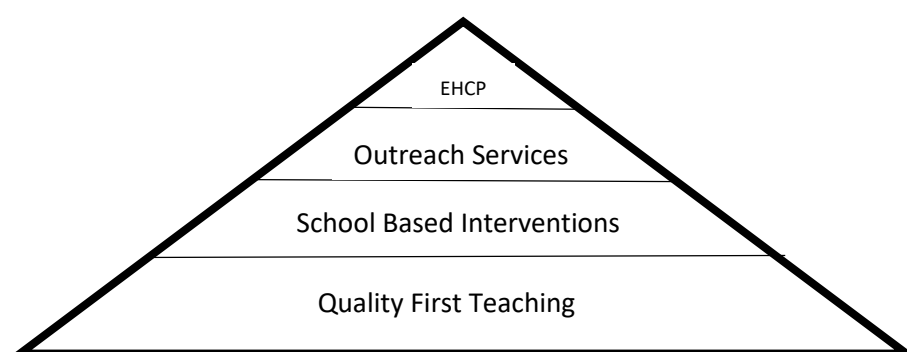 EHCP
Outreach Services
School Based Interventions
Quality First Teaching